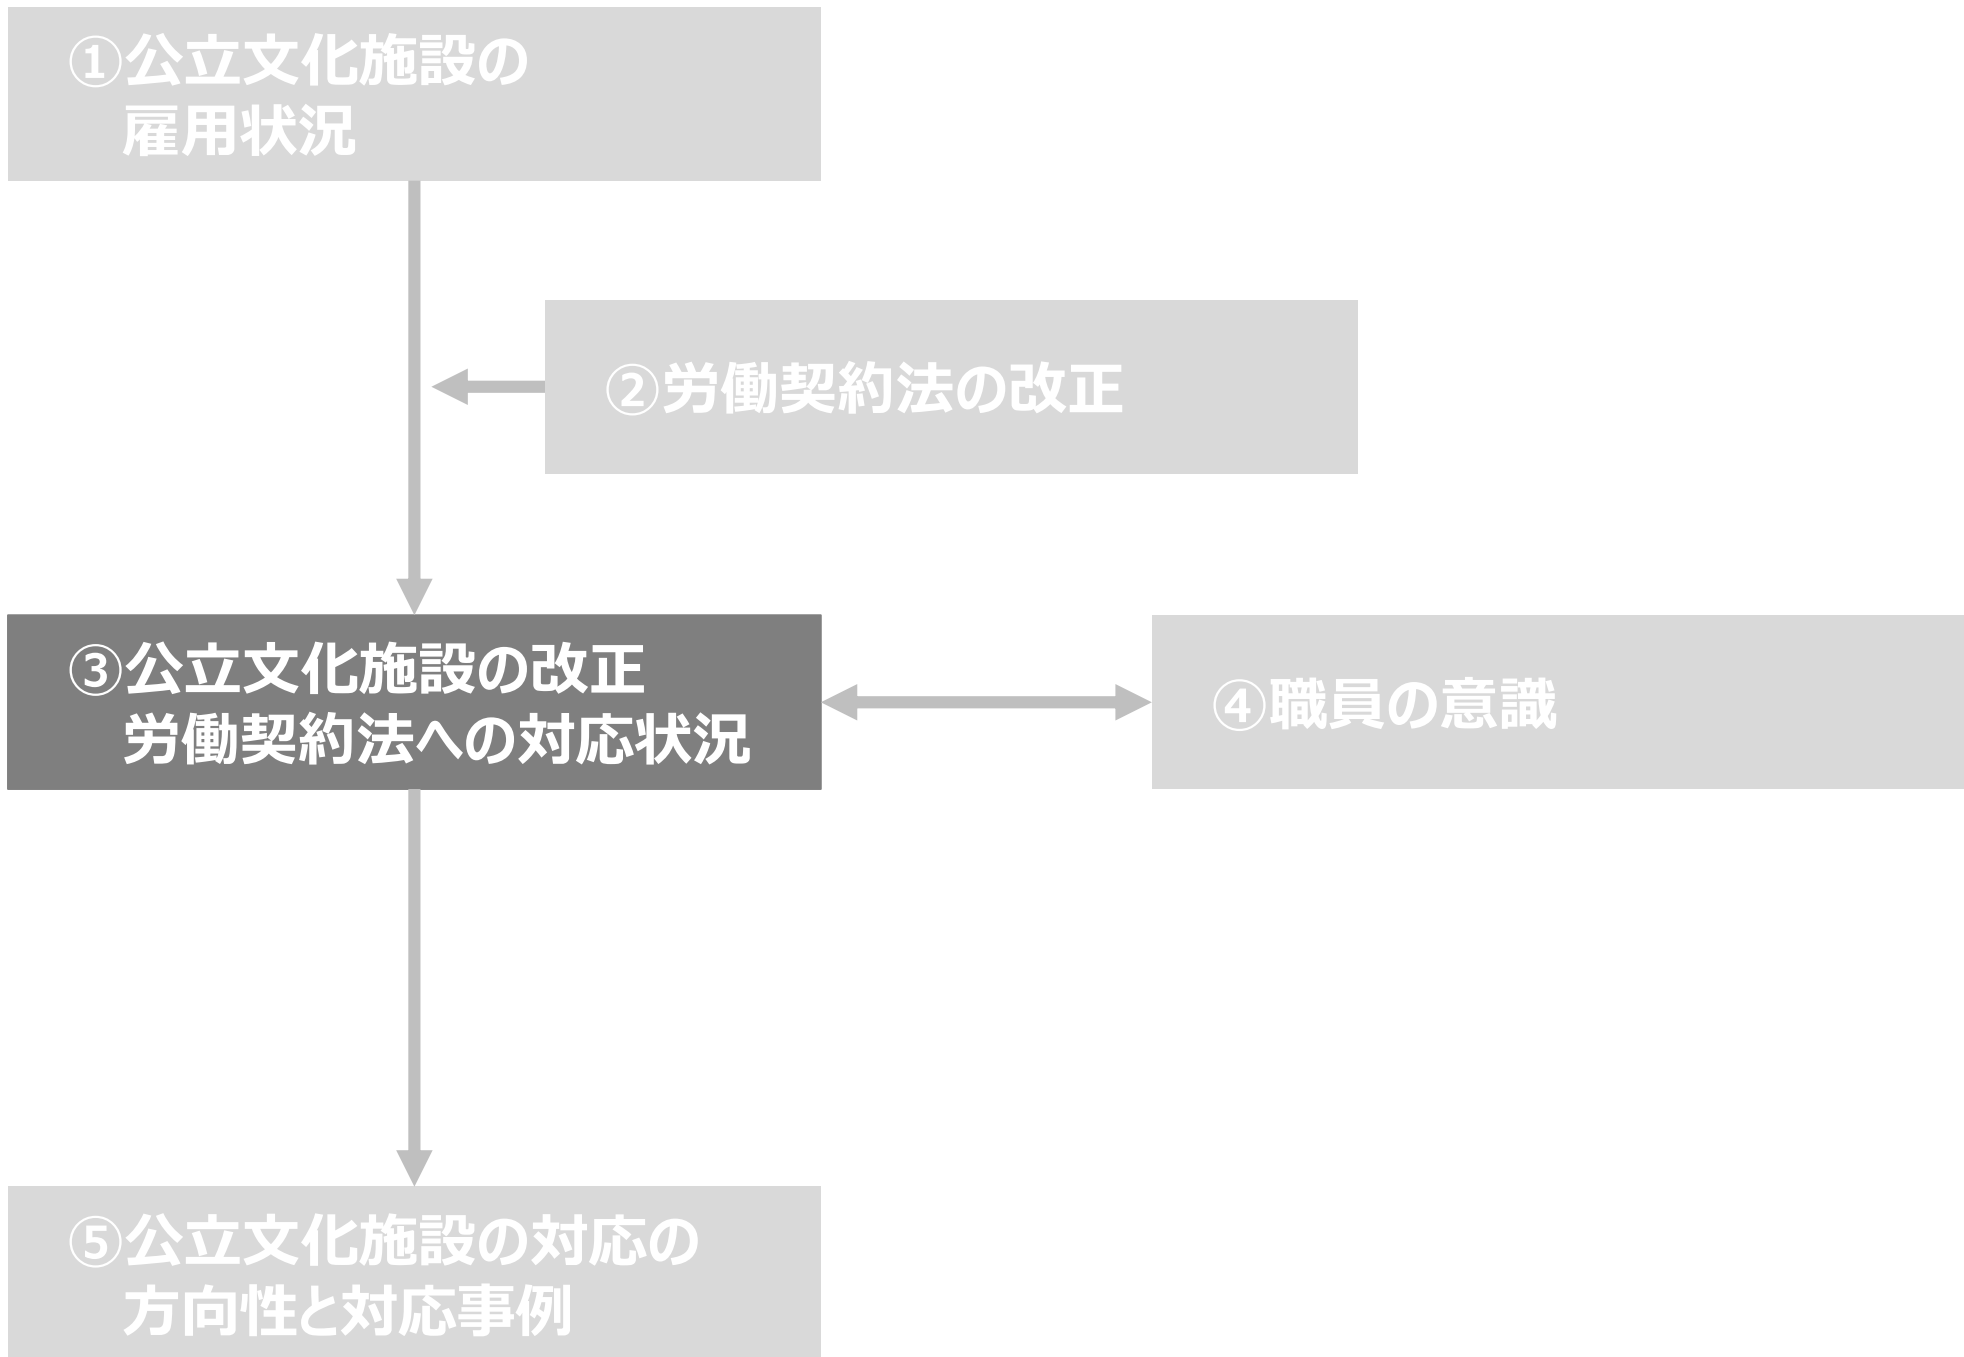 ①公立文化施設の
雇用状況
②労働契約法の改正
③公立文化施設の改正
労働契約法への対応状況
④職員の意識
⑤公立文化施設の対応の
方向性と対応事例